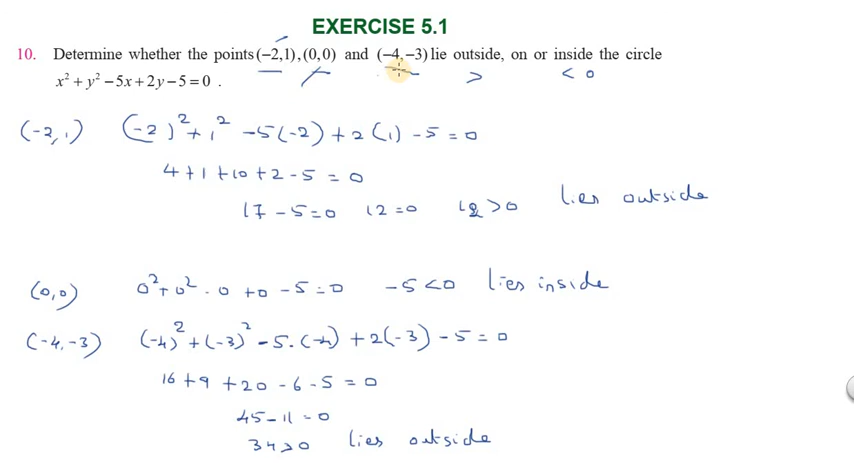 EXERCISE 5.1
10. Determine whether the points (−2,1), (0,0) and (−4,−3) lie outside, on or inside the circle
x² + y² − 5x + 2y − 5 = 0 .
> < 0
(-2,1) (-2)² + 1² - 5(-2) + 2(1) - 5 = 0
4 + 1 + 10 + 2 - 5 = 0
17 - 5 = 0 12 = 0 12 > 0 lies outside
(0,0) 0² + 0² - 0 + 0 - 5 = 0 -5 < 0 lies inside
(-4,-3) (-4)² + (-3)² - 5.(-4) + 2(-3) - 5 = 0
16 + 9 + 20 - 6 - 5 = 0
45 - 11 = 0
34 > 0 lies outside